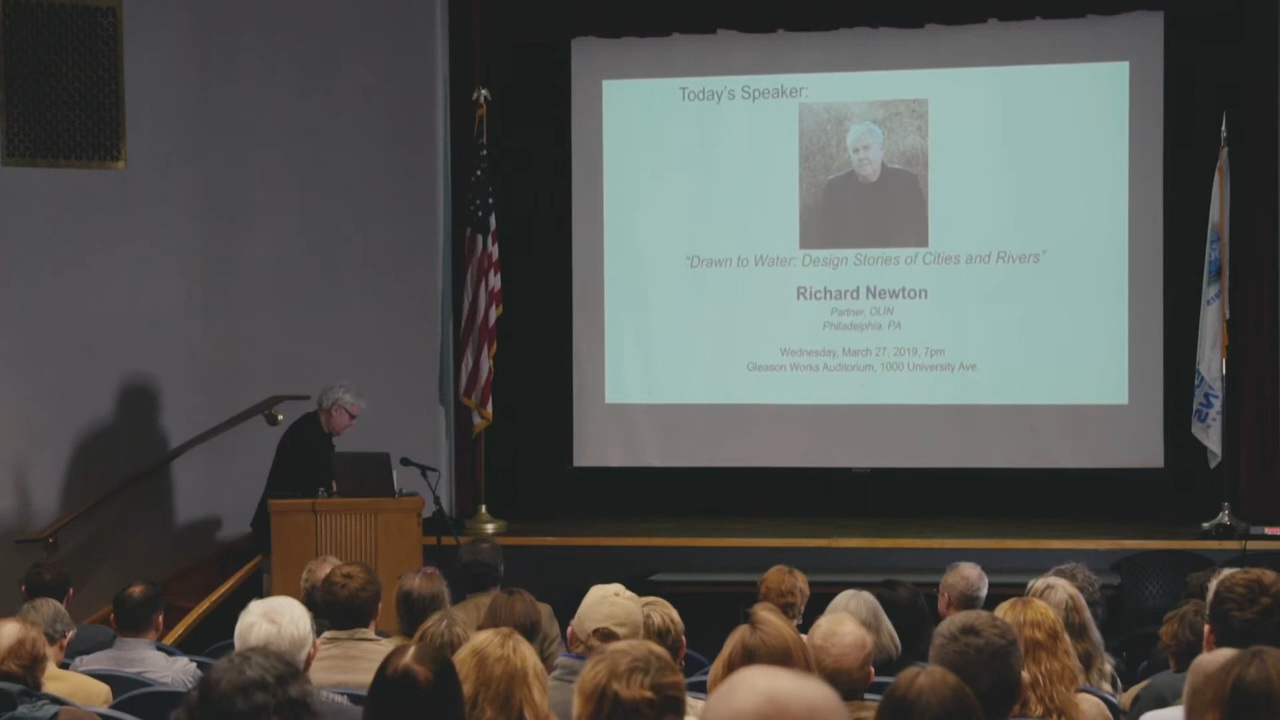 Today's Speaker:
"Drawn to Water: Design Stories of Cities and Rivers"
Richard Newton
Partner, OLIN
Philadelphia, PA
Wednesday, March 27, 2019, 7pm
Gleason Works Auditorium, 1000 University Ave.